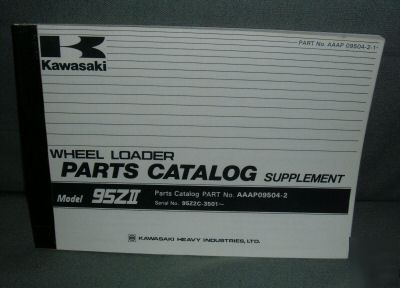 PART No. AAAP 09504-2-1
Kawasaki
WHEEL LOADER
PARTS CATALOG SUPPLEMENT
Model 95ZII
Parts Catalog PART No. AAAP09504-2
Serial No. 95Z2C-3501~
KAWASAKI HEAVY INDUSTRIES, LTD.